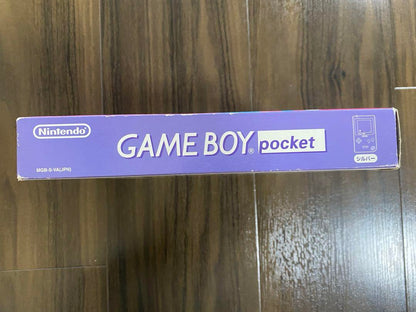 Nintendo
GAME BOY® pocket
MGB-S-VA(JPN)
シルバー